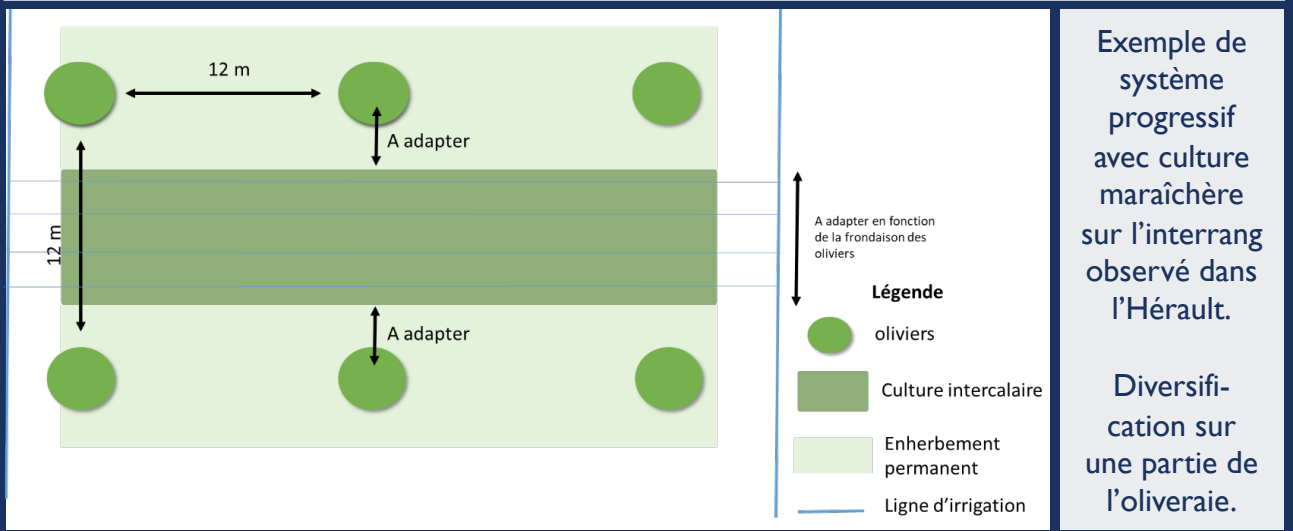 12 m
A adapter
12 m
A adapter
A adapter en fonction
de la frondaison des
oliviers
Légende
oliviers
Culture intercalaire
Enherbement
permanent
Ligne d'irrigation
Exemple de
système
progressif
avec culture
maraîchère
sur l'interrang
observé dans
l'Hérault.
Diversifi-
cation sur
une partie de
l'oliveraie.